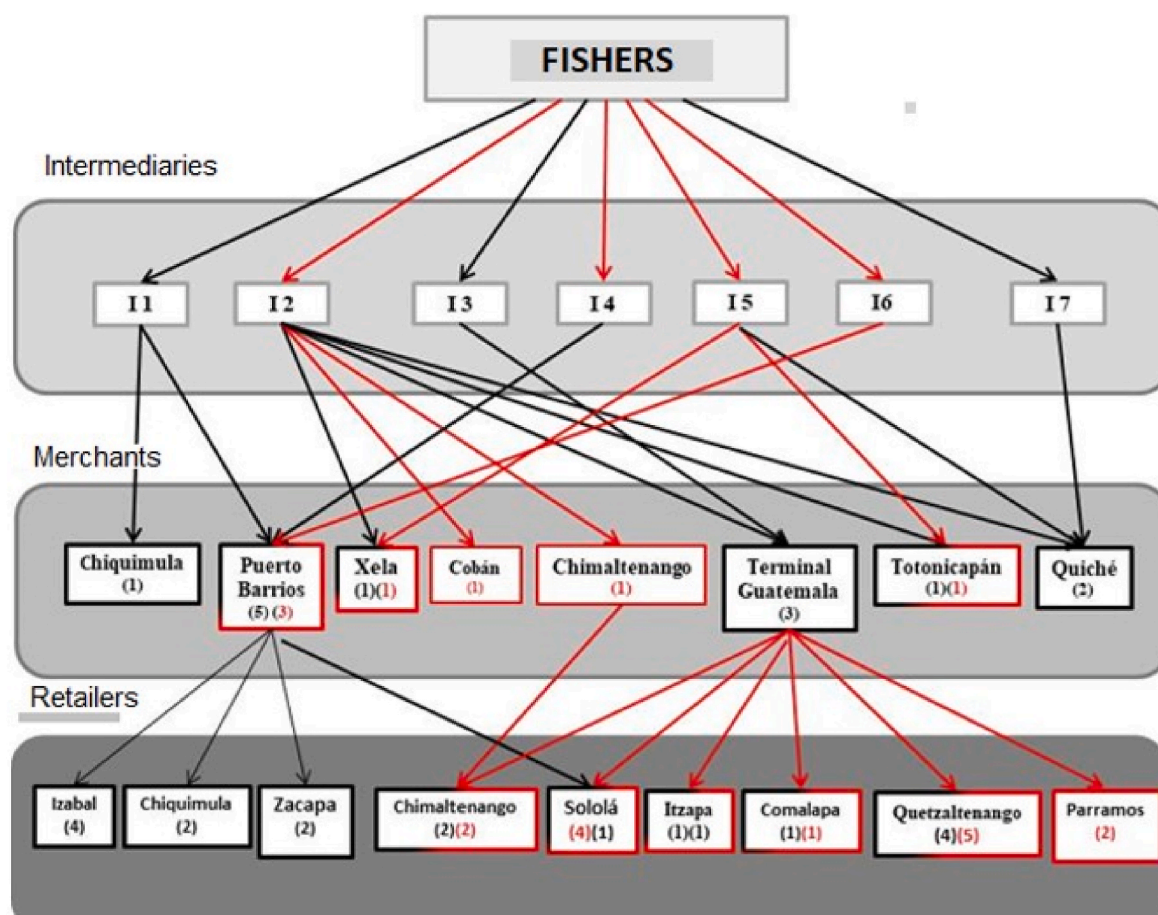 FISHERS
Intermediaries
I 1
I 2
I 3
I 4
I 5
I6
I 7
Merchants
Chiquimula
(1)
Puerto
Barrios
(5)(3)
Xela
(1)(1)
Cobán
(1)
Chimaltenango
(1)
Terminal
Guatemala
(3)
Totonicapán
(1)(1)
Quiché
(2)
Retailers
Izabal
(4)
Chiquimula
(2)
Zacapa
(2)
Chimaltenango
(2)(2)
Sololá
(4)(1)
Itzapa
(1)(1)
Comalapa
(1)(1)
Quetzaltenango
(4)(5)
Parramos
(2)